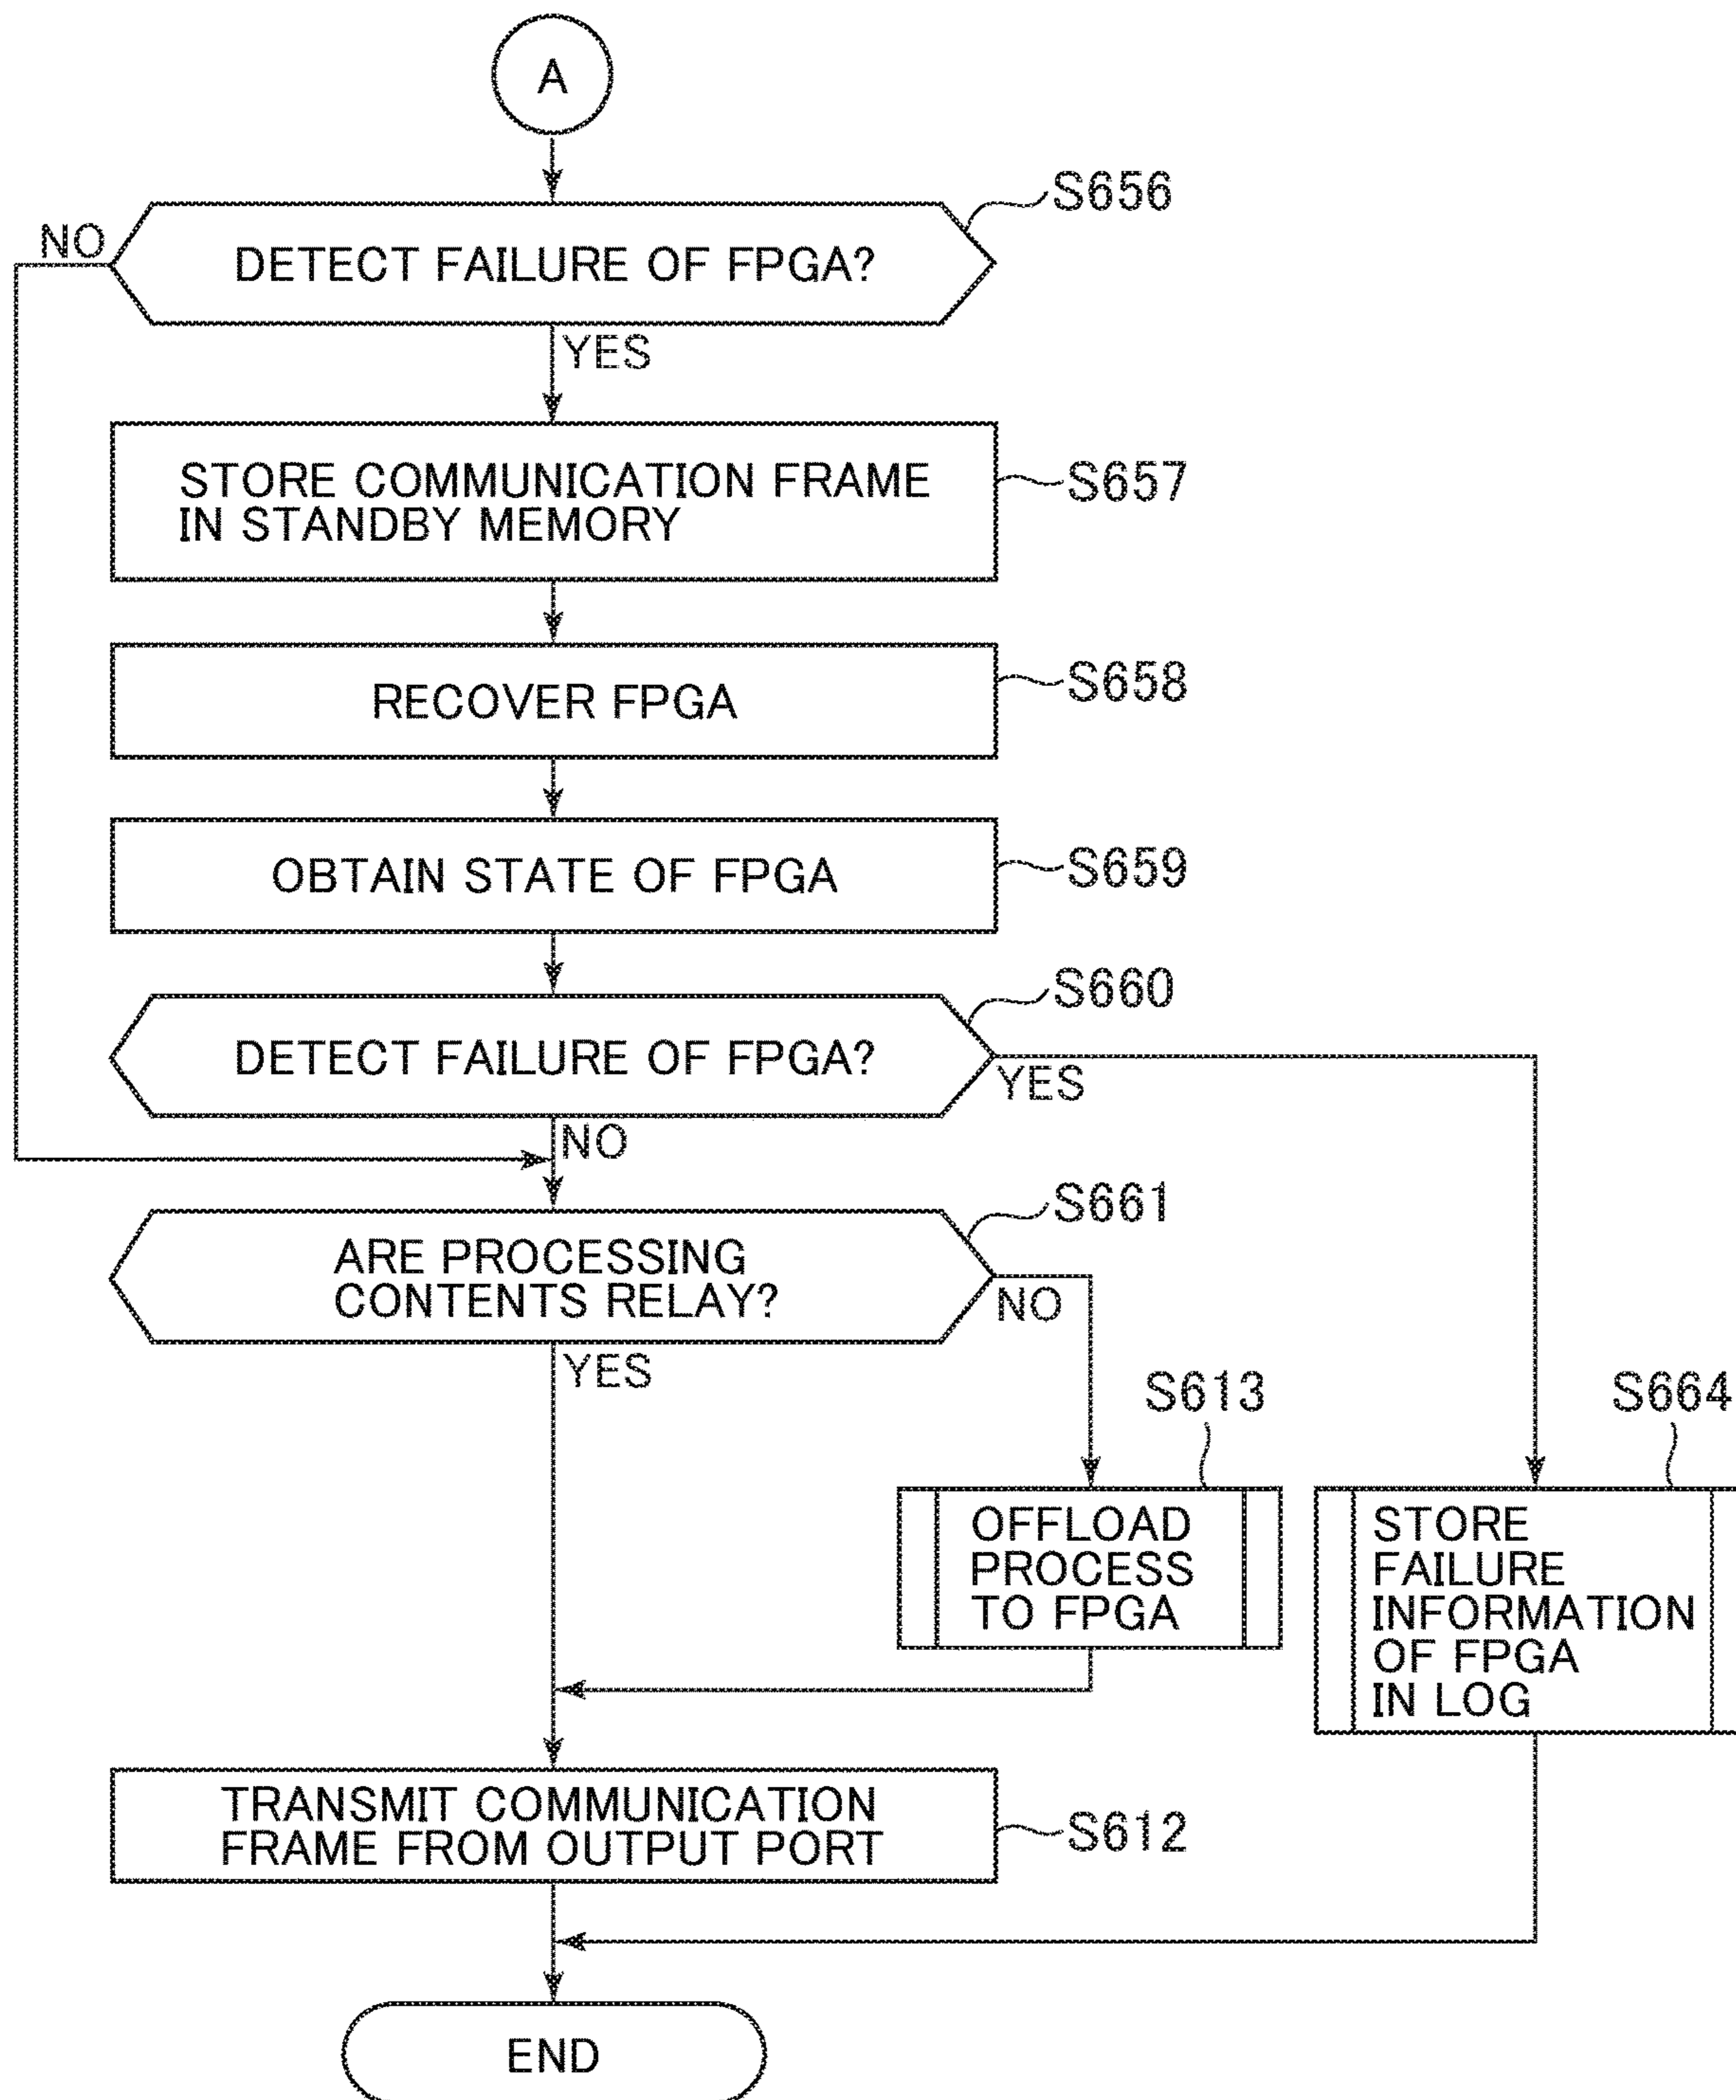 A
S656
NO
DETECT FAILURE OF FPGA?
YES
STORE COMMUNICATION FRAME
IN STANDBY MEMORY
S657
RECOVER FPGA
S658
OBTAIN STATE OF FPGA
S659
S660
DETECT FAILURE OF FPGA?
YES
NO
S661
ARE PROCESSING
CONTENTS RELAY?
NO
YES
S613
S664
OFFLOAD
PROCESS
TO FPGA
STORE
FAILURE
INFORMATION
OF FPGA
IN LOG
TRANSMIT COMMUNICATION
FRAME FROM OUTPUT PORT
S612
END